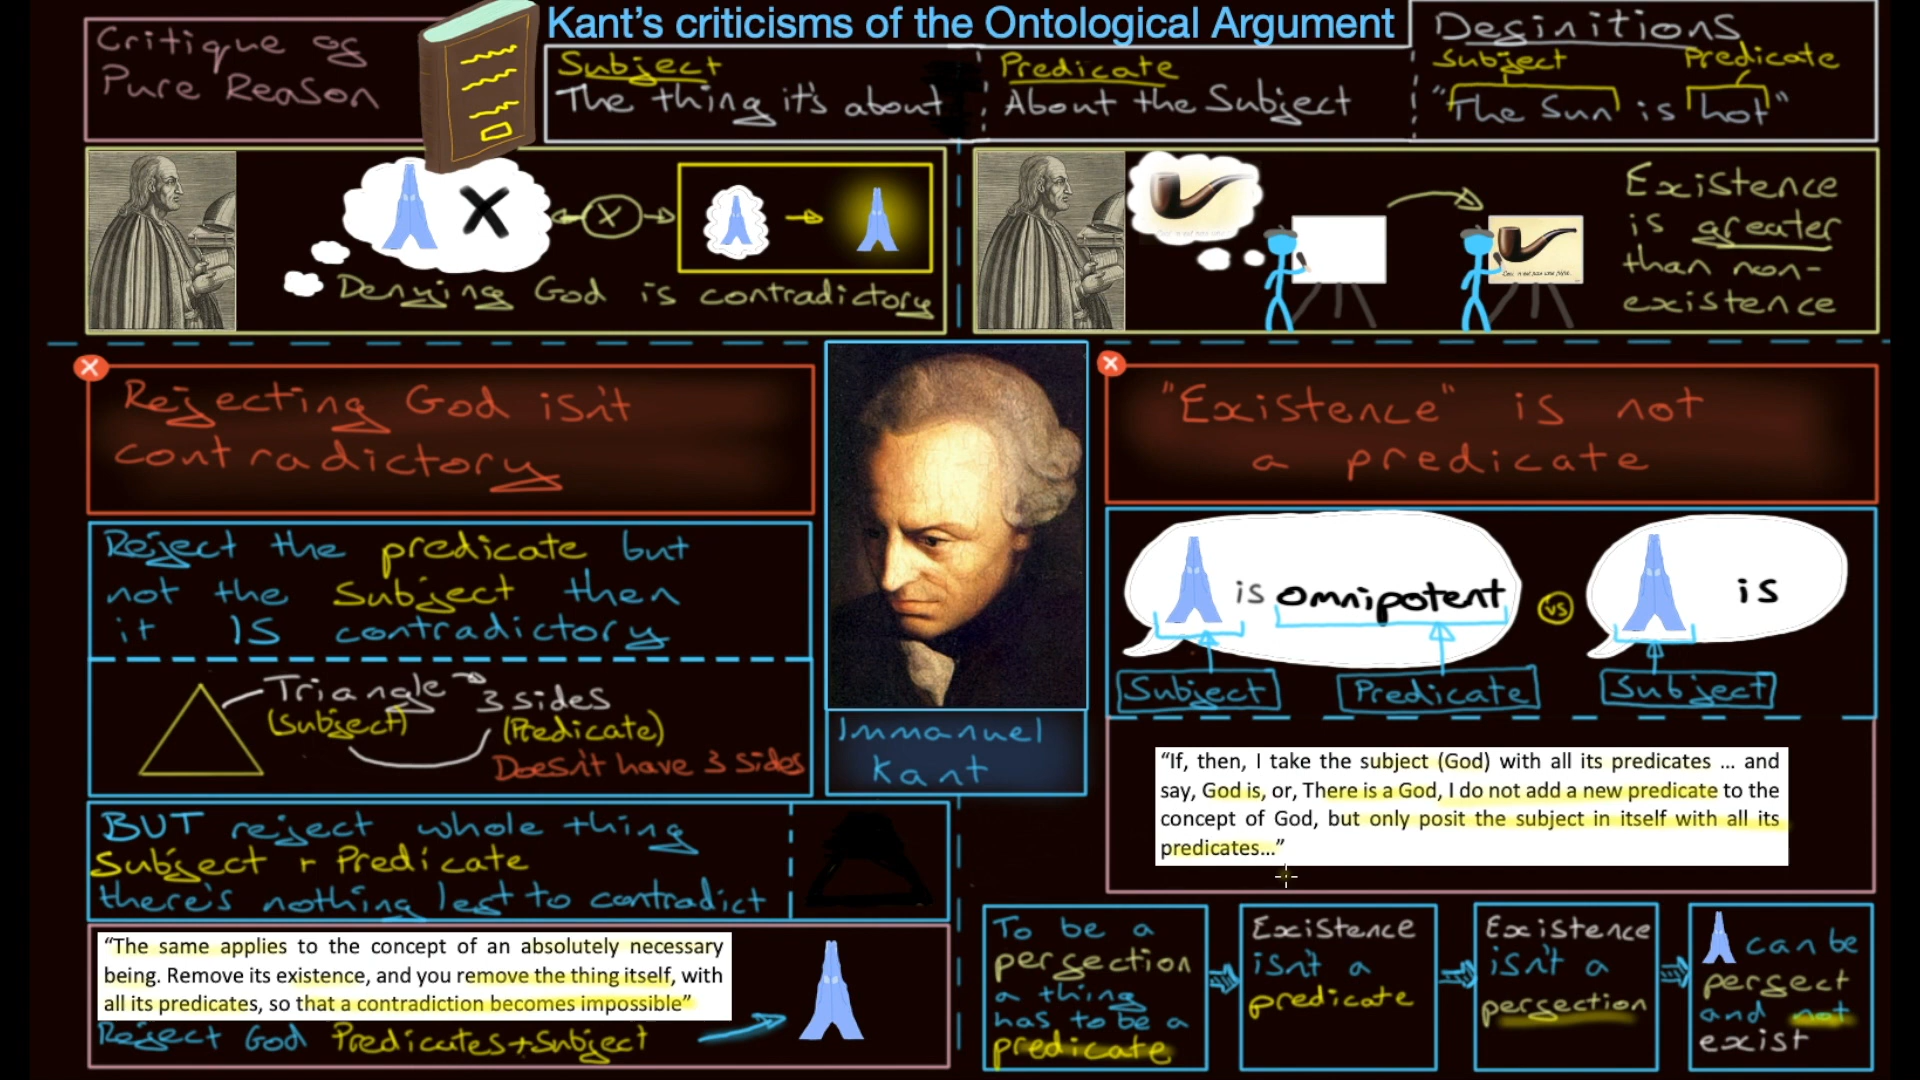 Kant's criticisms of the Ontological Argument
Critique of
Pure Reason
Subject
The thing it's about
Predicate
About the Subject
Definitions
Subject Predicate
"The Sun is hot"
X
Denying God is contradictory
Existence
is greater
than non-
existence
Rejecting God isn't
contradictory
Reject the predicate but
not the Subject then
it IS contradictory
Triangle → 3 sides
(Subject) (Predicate)
Doesn't have 3 sides
BUT reject whole thing
Subject + Predicate
there's nothing left to contradict
"The same applies to the concept of an absolutely necessary
being. Remove its existence, and you remove the thing itself, with
all its predicates, so that a contradiction becomes impossible"
Reject God Predicates+Subject
Immanuel
Kant
"Existence" is not
a predicate
is omnipotent vs is
Subject Predicate Subject
"If, then, I take the subject (God) with all its predicates ... and
say, God is, or, There is a God, I do not add a new predicate to the
concept of God, but only posit the subject in itself with all its
predicates..."
To be a
perfection
a thing
has to be a
predicate
Existence
isn't a
predicate
Existence
isn't a
perfection
can be
perfect
and not
exist